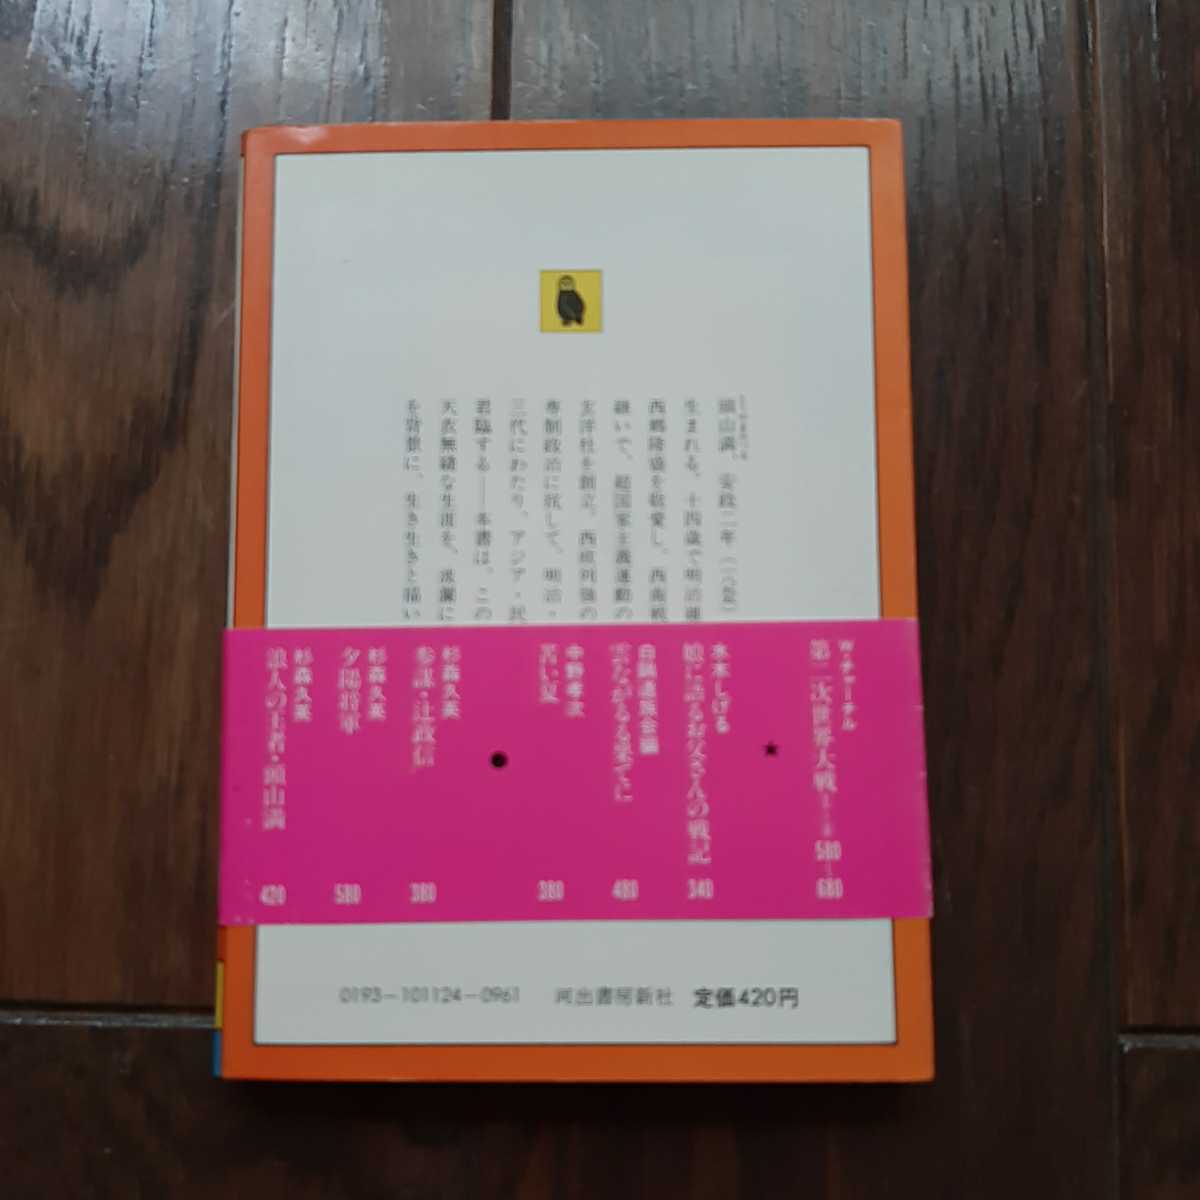 とうやまみつる
頭山満。安政二年(一八五五)
生まれる。十四歳で明治維
西郷隆盛を敬愛し、西南戦
継いで、超国家主義運動の
玄洋社を創立。西欧列強の
専制政治に抗して、明治・
三代にわたり、アジア・民
君臨する――本書は、この
天衣無縫な生涯を、波瀾に
を背景に、生き生きと描い
W・チャーチル
第二次世界大戦 1―4 580―680
★
水木しげる
娘に語るお父さんの戦記 340
白鷗遺族会編
雲ながるる果てに 480
中野孝次
苦い夏 380
●
杉森久英
参謀・辻政信 380
杉森久英
夕陽将軍 580
杉森久英
浪人の王者・頭山満 420
0193-101124-0961 河出書房新社 定価420円